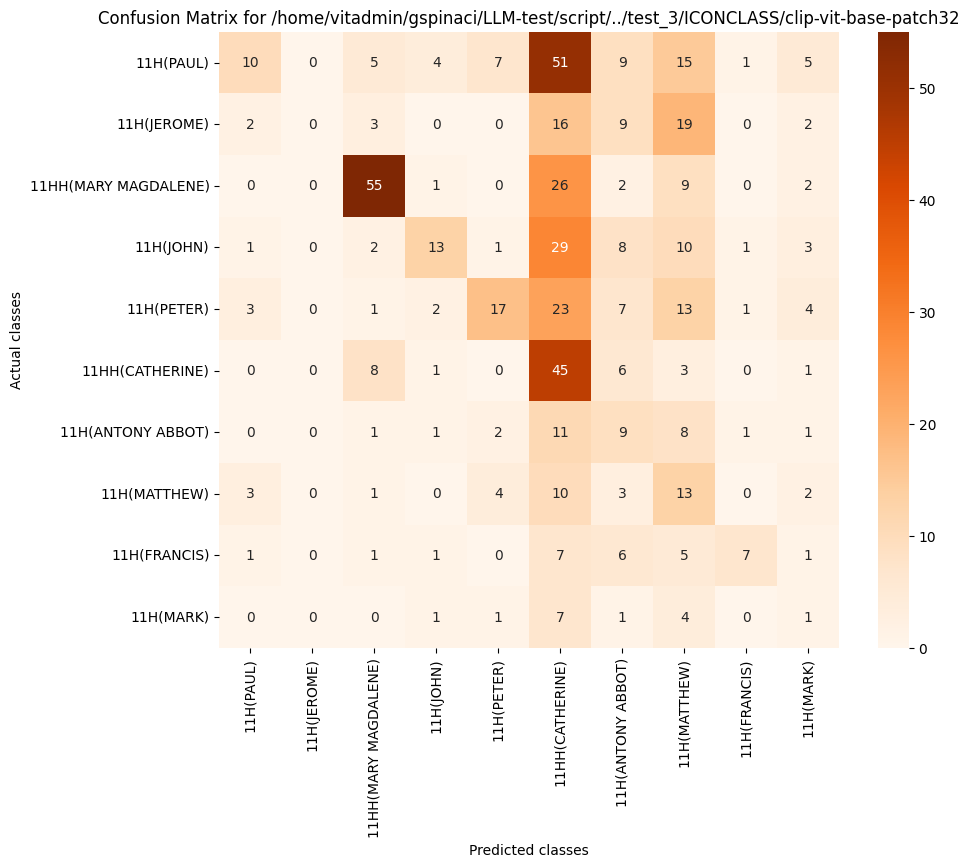 Confusion Matrix for /home/vitadmin/gspinaci/LLM-test/script/../test_3/ICONCLASS/clip-vit-base-patch32
11H(PAUL) 10 0 5 4 7 51 9 15 1 5
11H(JEROME) 2 0 3 0 0 16 9 19 0 2
11HH(MARY MAGDALENE) 0 0 55 1 0 26 2 9 0 2
11H(JOHN) 1 0 2 13 1 29 8 10 1 3
11H(PETER) 3 0 1 2 17 23 7 13 1 4
11HH(CATHERINE) 0 0 8 1 0 45 6 3 0 1
11H(ANTONY ABBOT) 0 0 1 1 2 11 9 8 1 1
11H(MATTHEW) 3 0 1 0 4 10 3 13 0 2
11H(FRANCIS) 1 0 1 1 0 7 6 5 7 1
11H(MARK) 0 0 0 1 1 7 1 4 0 1
Actual classes
11H(PAUL)
11H(JEROME)
11HH(MARY MAGDALENE)
11H(JOHN)
11H(PETER)
11HH(CATHERINE)
11H(ANTONY ABBOT)
11H(MATTHEW)
11H(FRANCIS)
11H(MARK)
Predicted classes
50
40
30
20
10
0